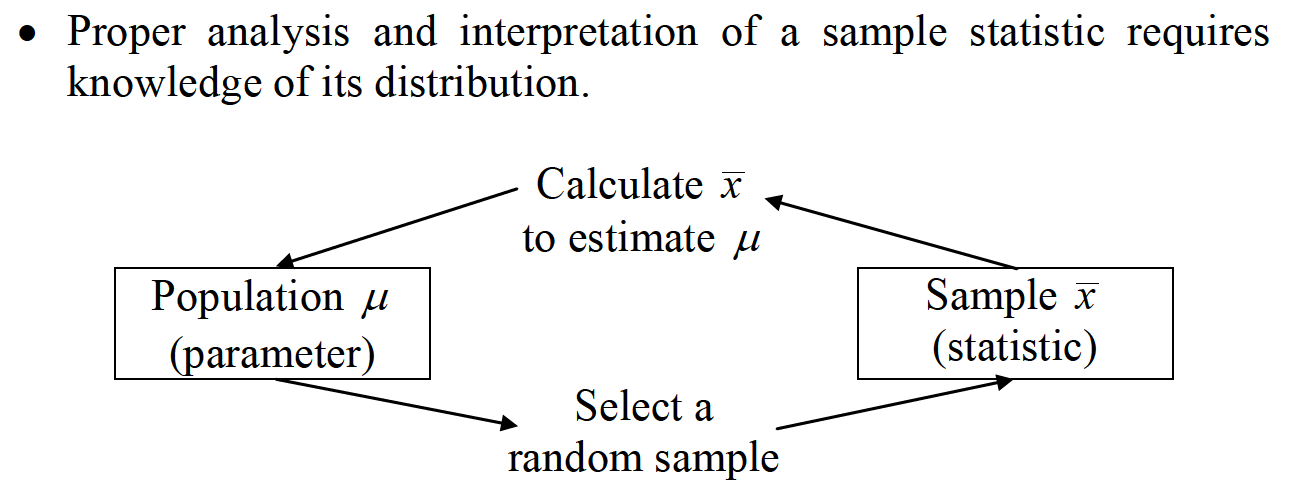 • Proper analysis and interpretation of a sample statistic requires
knowledge of its distribution.
Calculate x̅
to estimate μ
Population μ
(parameter)
Sample x̅
(statistic)
Select a
random sample